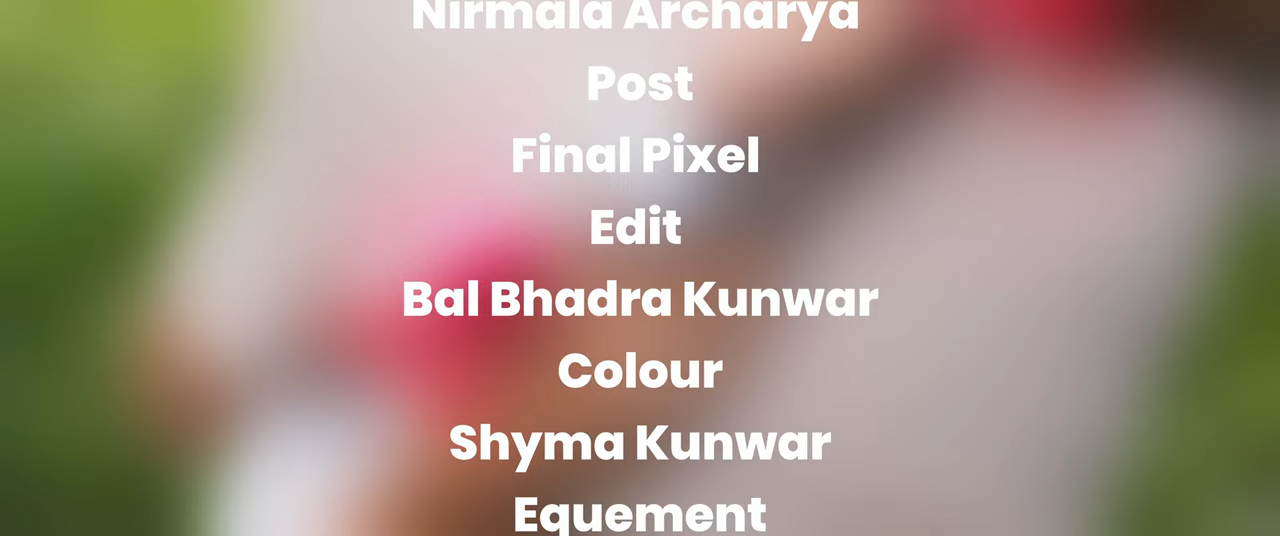 Nirmala Archarya
Post
Final Pixel
Edit
Bal Bhadra Kunwar
Colour
Shyma Kunwar
Equement